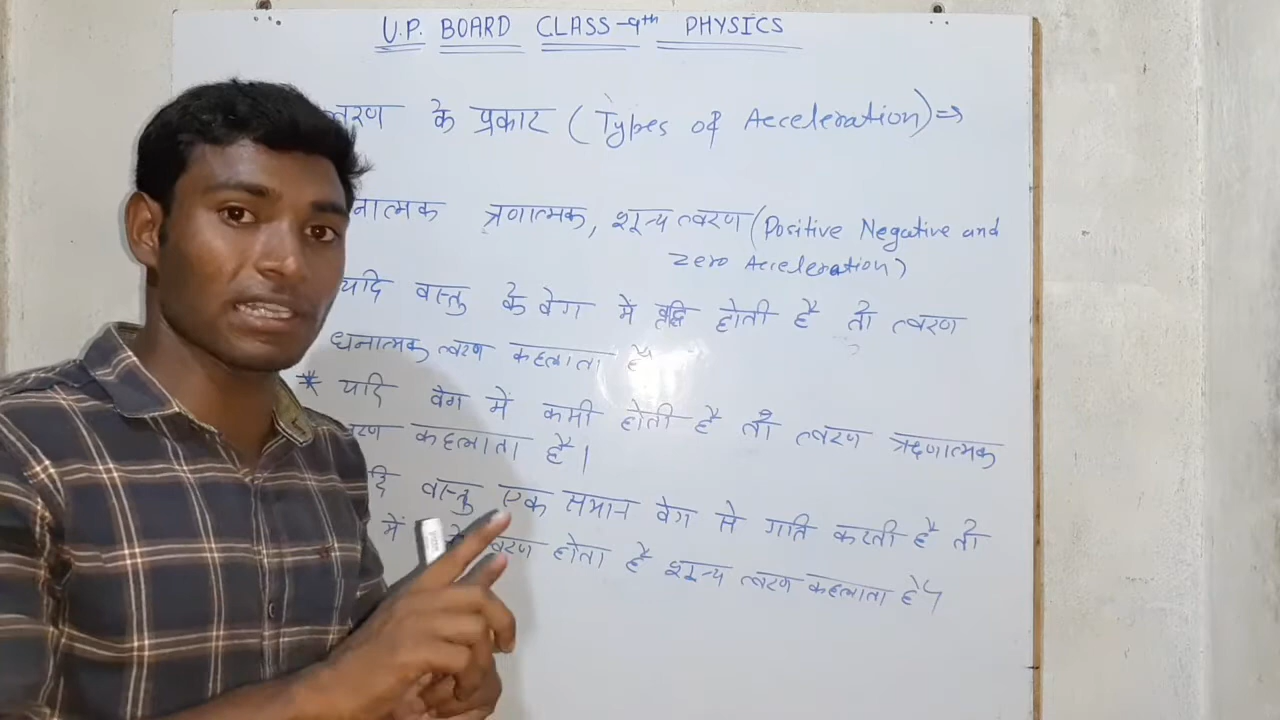 U.P. BOARD CLASS-9th PHYSICS
के प्रकार (Types of Acceleration)⇒
त्रणात्मक, शून्य त्वरण (Positive Negative and
zero Acceleration)
यदि वस्तु के वेग में वृद्धि होती है तो त्वरण
धनात्मक त्वरण कहलाता है
* यदि वेग में कमी होती है तो त्वरण ऋणात्मक
कहलाता है।
वस्तु एक समान वेग से गति करती है तो
में होता है शून्य त्वरण कहलाता है